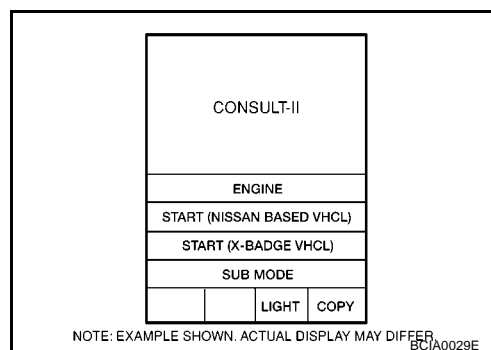 CONSULT-II
ENGINE
START (NISSAN BASED VHCL)
START (X-BADGE VHCL)
SUB MODE
LIGHT COPY
NOTE: EXAMPLE SHOWN. ACTUAL DISPLAY MAY DIFFER.
BCIA0029E